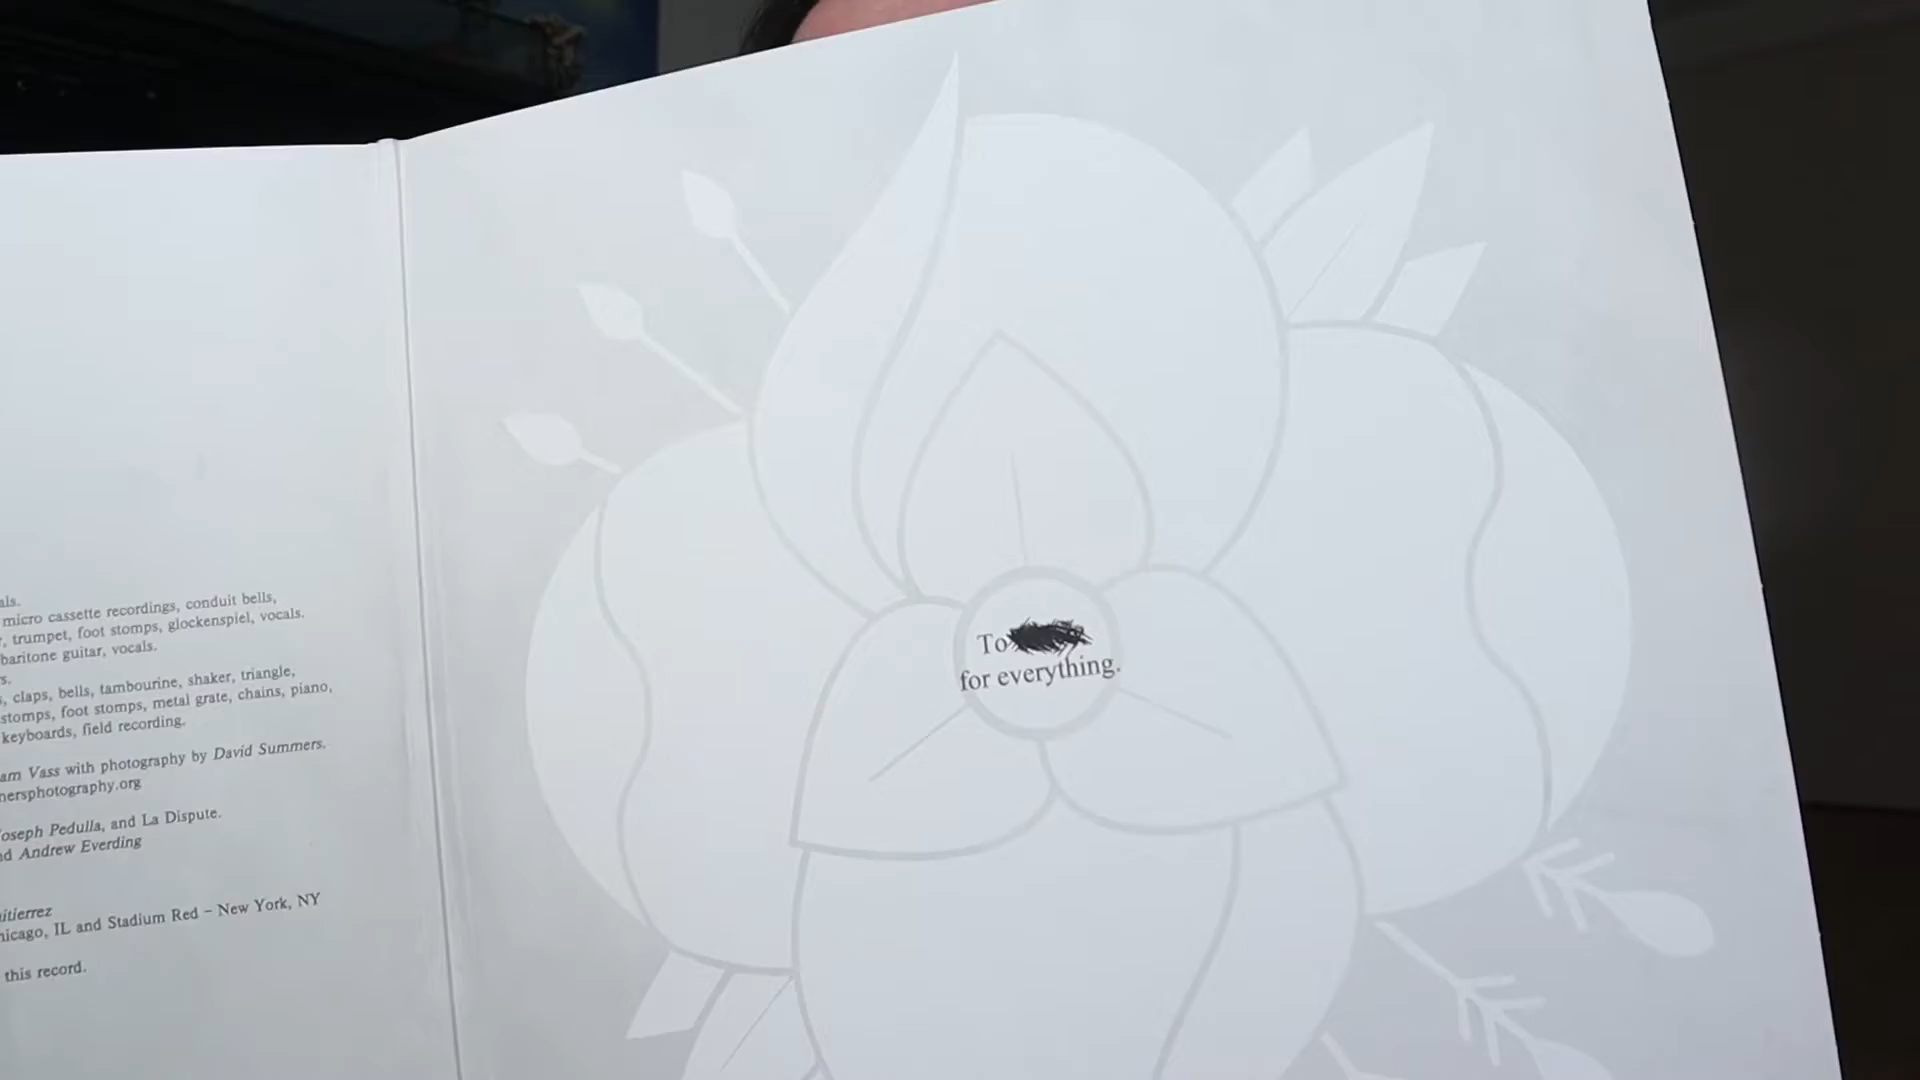 als.
micro cassette recordings, conduit bells,
, trumpet, foot stomps, glockenspiel, vocals.
baritone guitar, vocals.
s.
, claps, bells, tambourine, shaker, triangle,
stomps, foot stomps, metal grate, chains, piano,
keyboards, field recording.
am Vass with photography by David Summers.
nersphotography.org
Joseph Pedulla, and La Dispute.
nd Andrew Everding
uitierrez
hicago, IL and Stadium Red – New York, NY
this record.
To
for everything.